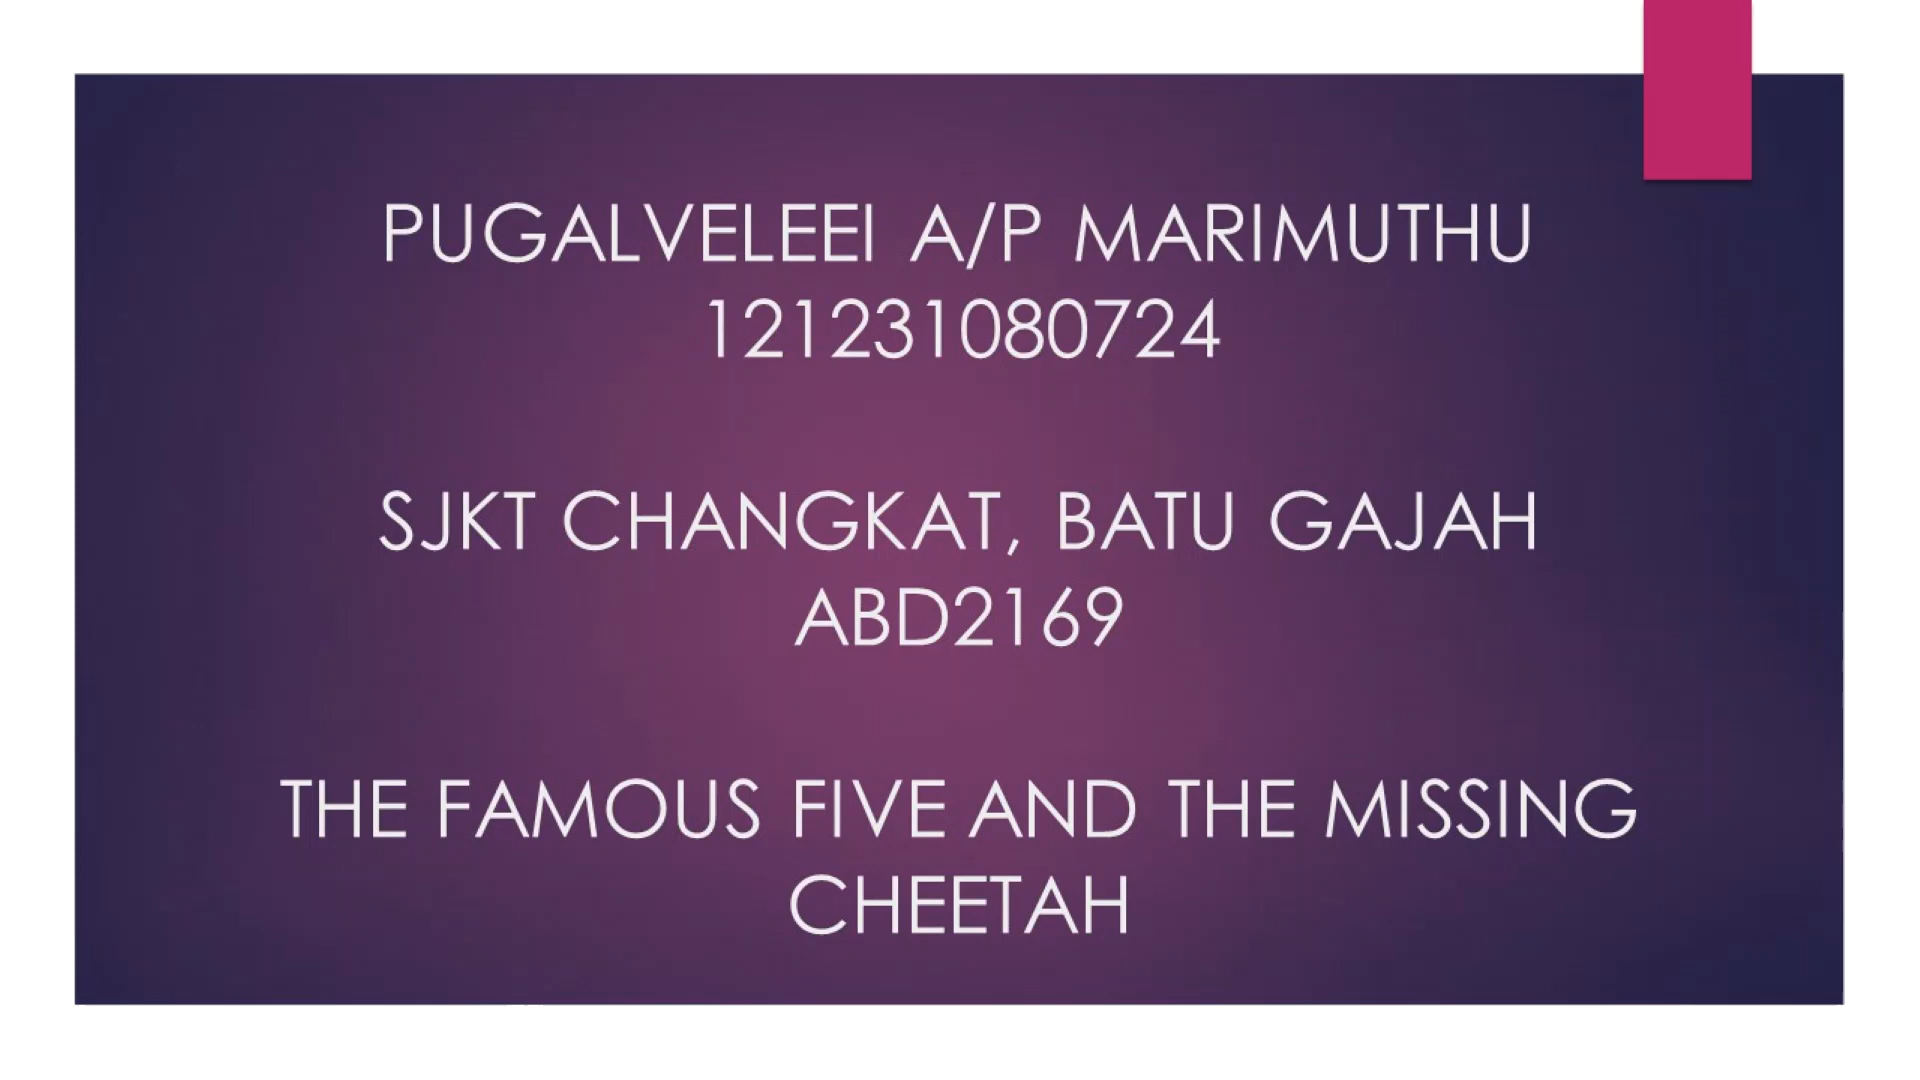 PUGALVELEEI A/P MARIMUTHU
121231080724
SJKT CHANGKAT, BATU GAJAH
ABD2169
THE FAMOUS FIVE AND THE MISSING
CHEETAH